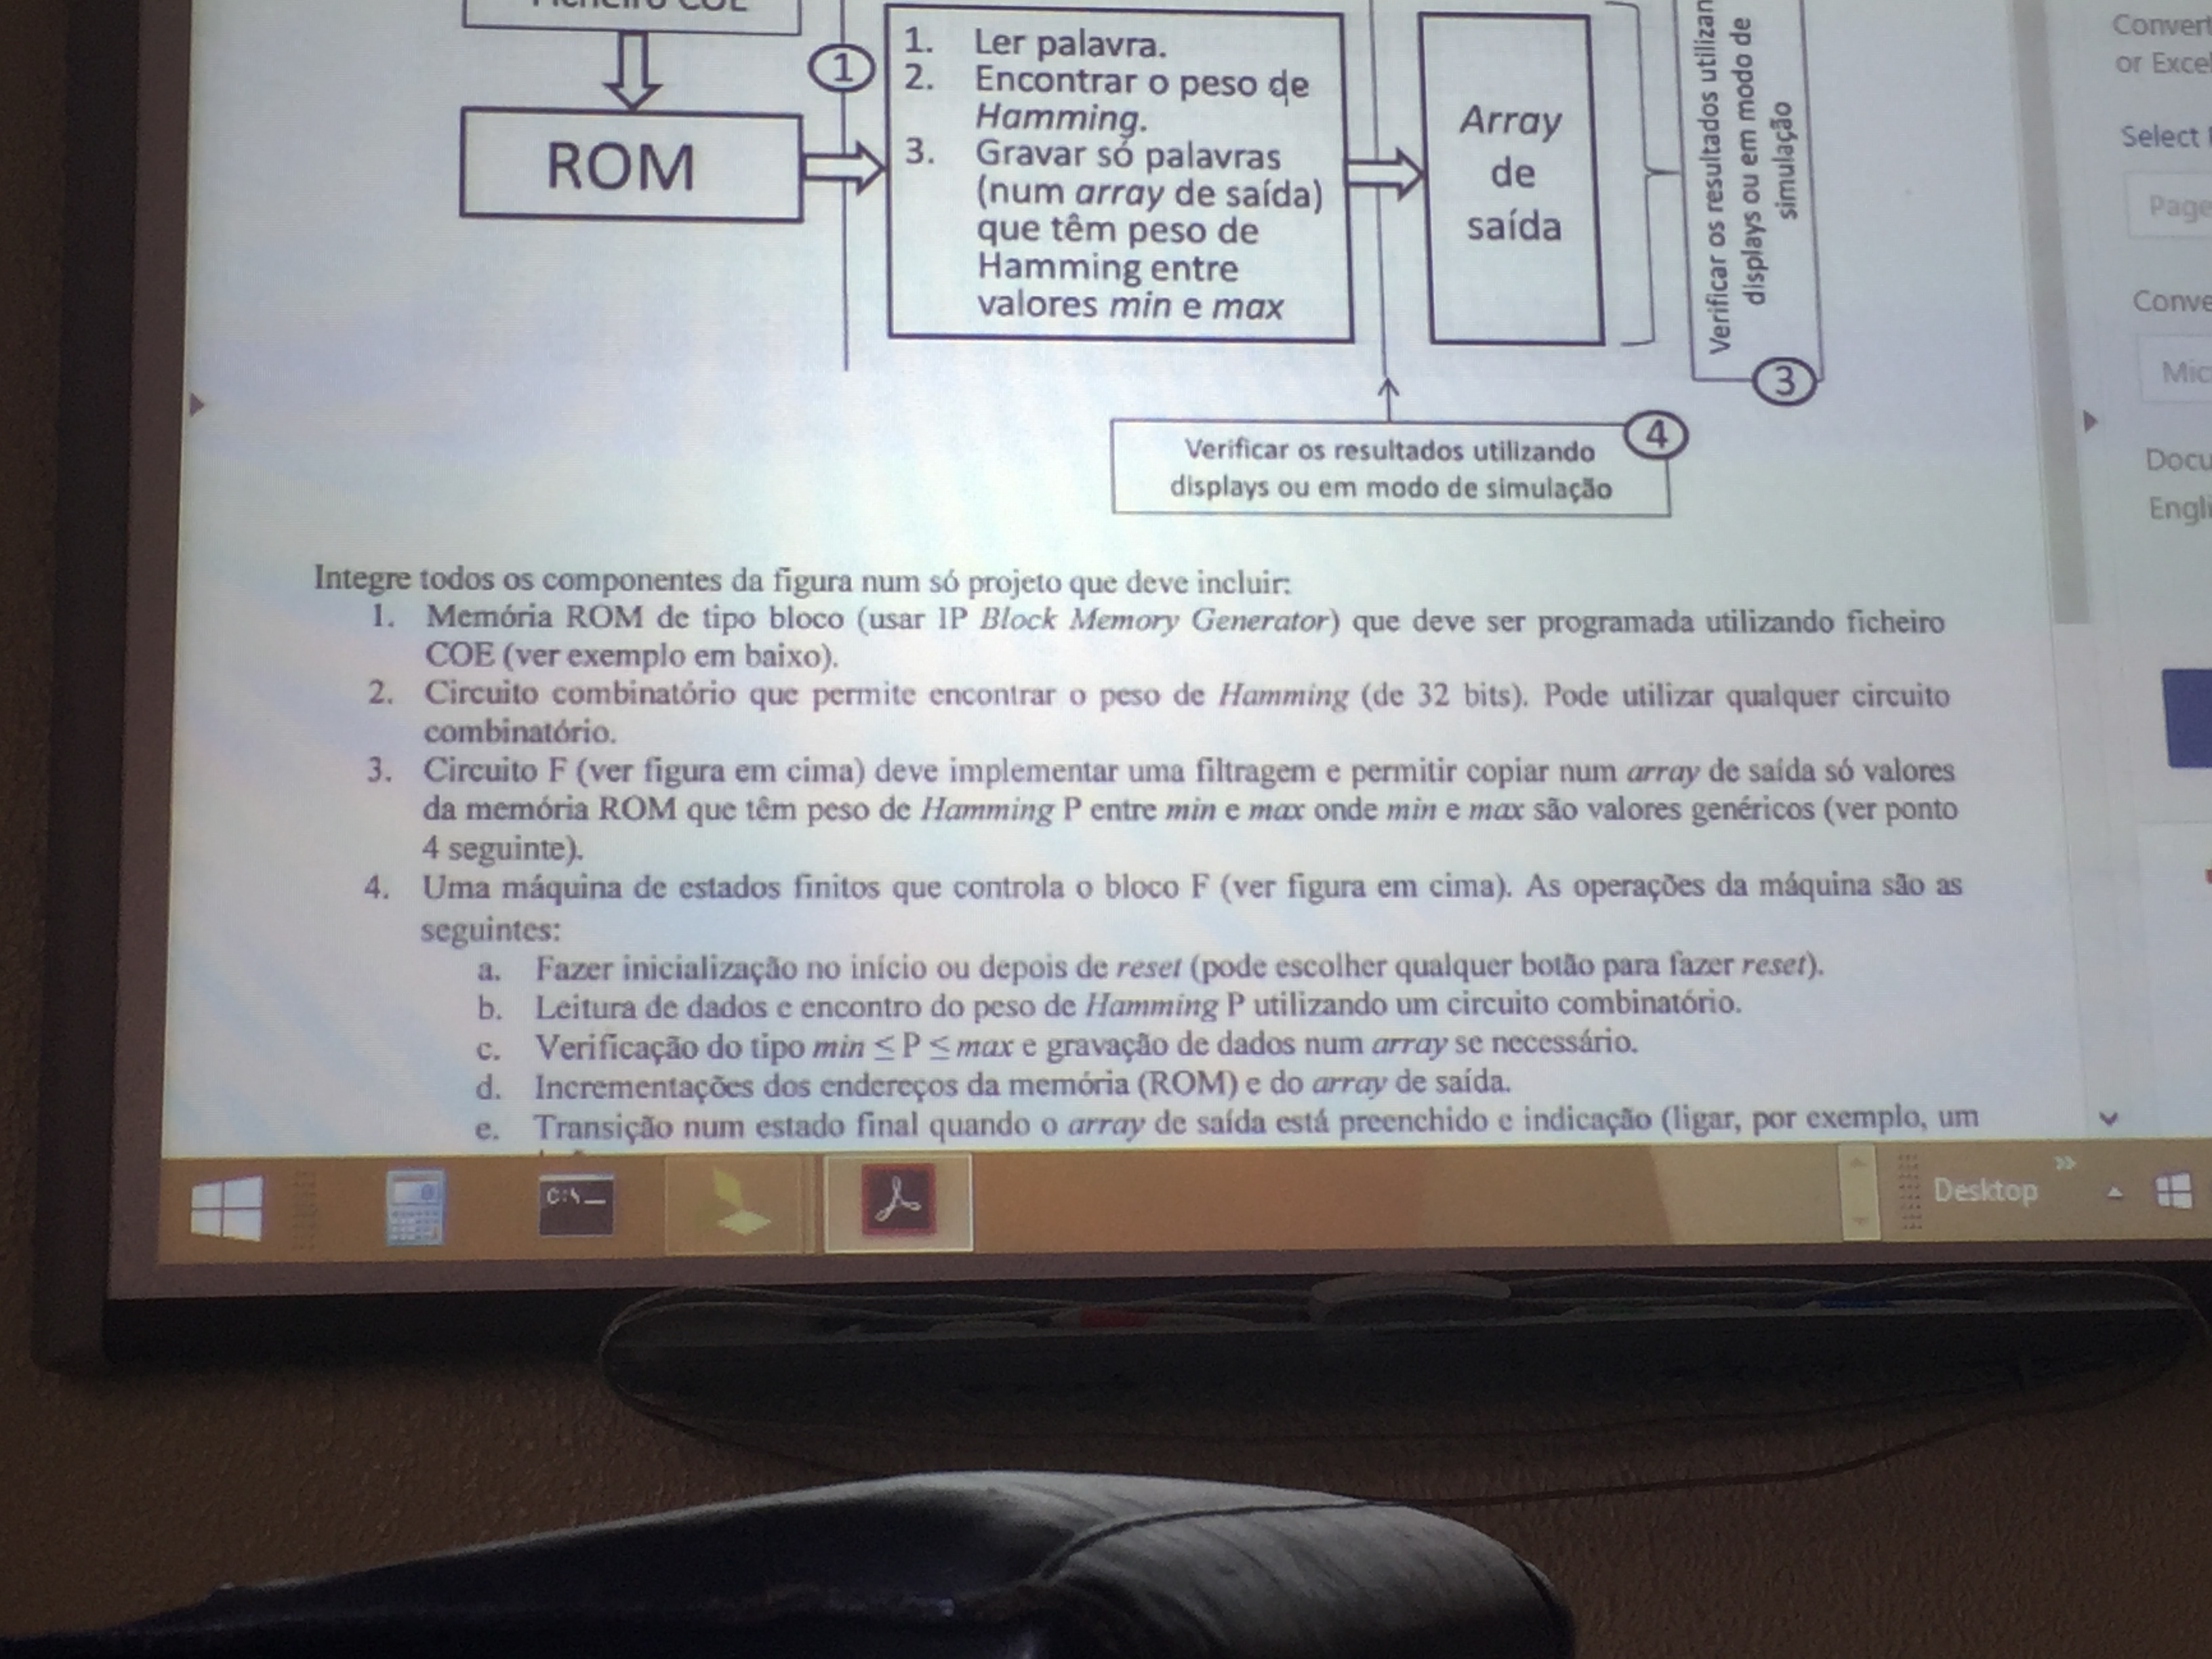 ROM
1
1. Ler palavra.
2. Encontrar o peso de
Hamming.
3. Gravar só palavras
(num array de saída)
que têm peso de
Hamming entre
valores min e max
Array
de
saída
Verificar os resultados
displays ou em modo de
simulação
3
4
Verificar os resultados utilizando
displays ou em modo de simulação
Integre todos os componentes da figura num só projeto que deve incluir:
1. Memória ROM de tipo bloco (usar IP Block Memory Generator) que deve ser programada utilizando ficheiro
COE (ver exemplo em baixo).
2. Circuito combinatório que permite encontrar o peso de Hamming (de 32 bits). Pode utilizar qualquer circuito
combinatório.
3. Circuito F (ver figura em cima) deve implementar uma filtragem e permitir copiar num array de saída só valores
da memória ROM que têm peso de Hamming P entre min e max onde min e max são valores genéricos (ver ponto
4 seguinte).
4. Uma máquina de estados finitos que controla o bloco F (ver figura em cima). As operações da máquina são as
seguintes:
a. Fazer inicialização no início ou depois de reset (pode escolher qualquer botão para fazer reset).
b. Leitura de dados e encontro do peso de Hamming P utilizando um circuito combinatório.
c. Verificação do tipo min ≤ P ≤ max e gravação de dados num array se necessário.
d. Incrementações dos endereços da memória (ROM) e do array de saída.
e. Transição num estado final quando o array de saída está preenchido e indicação (ligar, por exemplo, um
Convert
or Excel
Select
Page
C:\_
Desktop